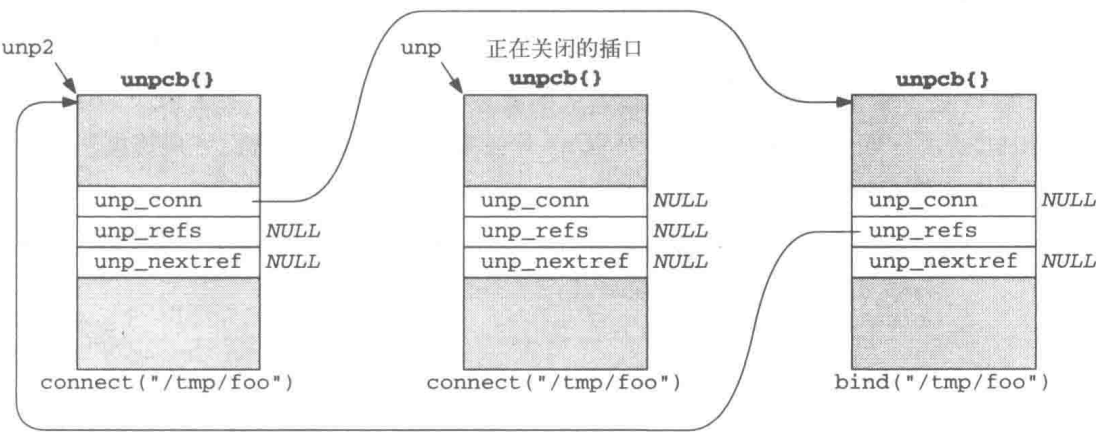 unp2
unp 正在关闭的插口
unpcb{} unpcb{} unpcb{}
unp_conn unp_conn NULL unp_conn NULL
unp_refs NULL unp_refs NULL unp_refs
unp_nextref NULL unp_nextref NULL unp_nextref NULL
connect("/tmp/foo") connect("/tmp/foo") bind("/tmp/foo")